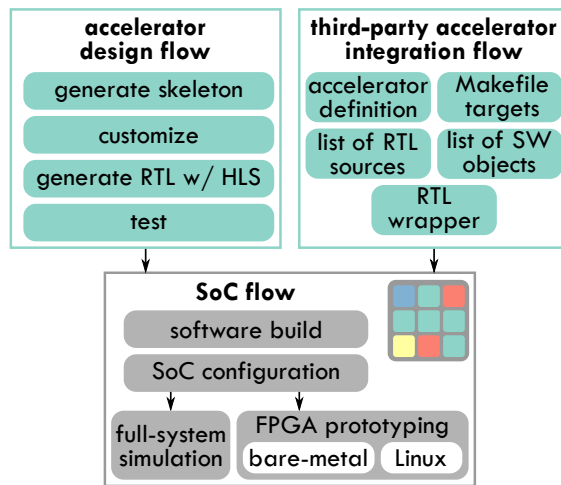 accelerator
design flow
generate skeleton
customize
generate RTL w/ HLS
test
third-party accelerator
integration flow
accelerator
definition
Makefile
targets
list of RTL
sources
list of SW
objects
RTL
wrapper
SoC flow
software build
SoC configuration
full-system
simulation
FPGA prototyping
bare-metal
Linux